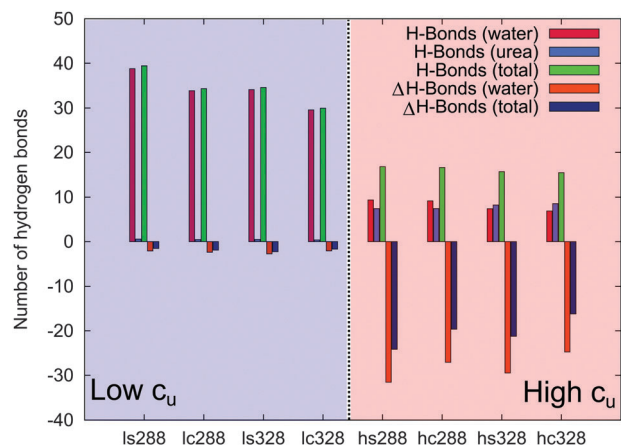 50
40
30
20
10
0
-10
-20
-30
-40
Number of hydrogen bonds
H-Bonds (water)
H-Bonds (urea)
H-Bonds (total)
ΔH-Bonds (water)
ΔH-Bonds (total)
Low cᵤ
High cᵤ
ls288 lc288 ls328 lc328 hs288 hc288 hs328 hc328